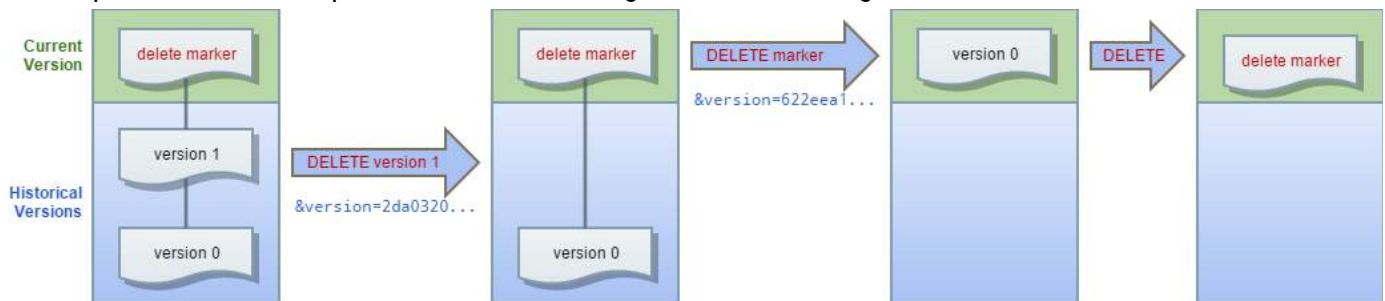 Current
Version
delete marker
delete marker
DELETE marker
version 0
DELETE
delete marker
&version=622eea1...
version 1
DELETE version 1
&version=2da0320...
Historical
Versions
version 0
version 0